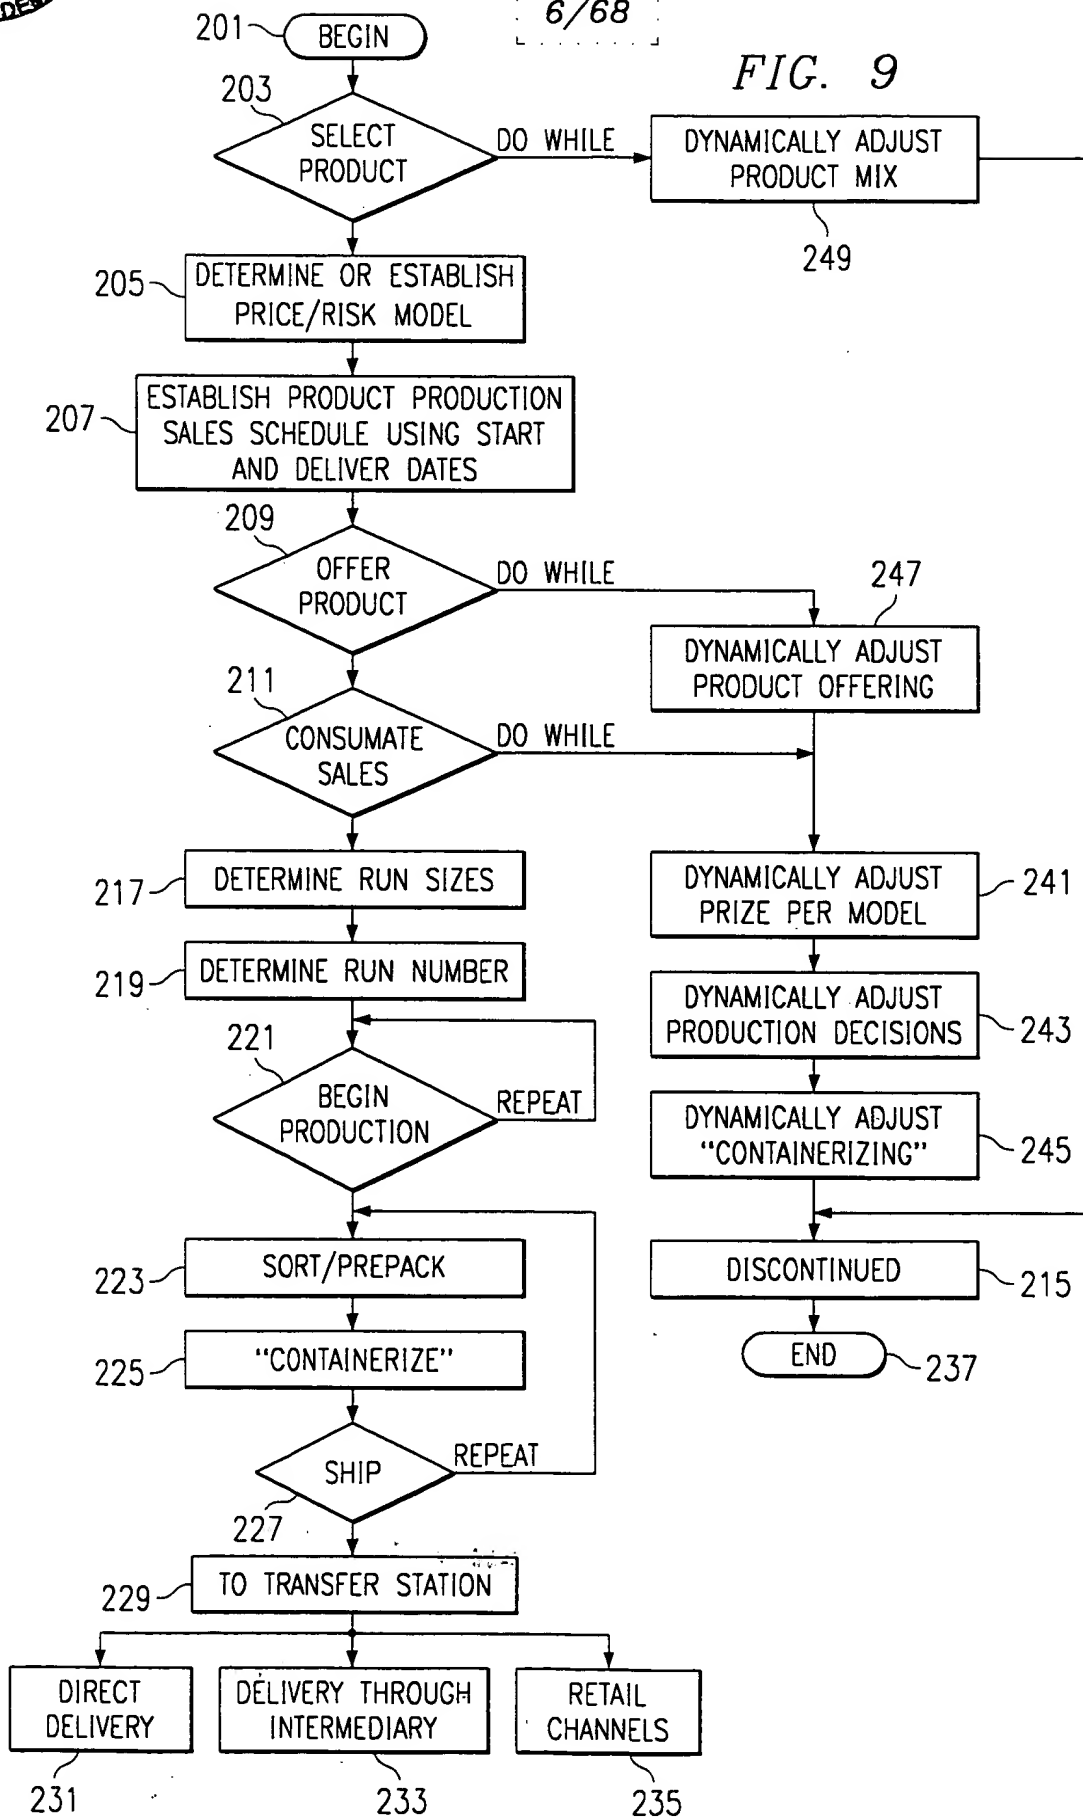 6/68
FIG. 9
201
BEGIN
203
SELECT
PRODUCT
DO WHILE
DYNAMICALLY ADJUST
PRODUCT MIX
249
205
DETERMINE OR ESTABLISH
PRICE/RISK MODEL
207
ESTABLISH PRODUCT PRODUCTION
SALES SCHEDULE USING START
AND DELIVER DATES
209
OFFER
PRODUCT
DO WHILE
247
DYNAMICALLY ADJUST
PRODUCT OFFERING
211
CONSUMATE
SALES
DO WHILE
217
DETERMINE RUN SIZES
DYNAMICALLY ADJUST
PRIZE PER MODEL
241
219
DETERMINE RUN NUMBER
DYNAMICALLY ADJUST
PRODUCTION DECISIONS
243
221
BEGIN
PRODUCTION
REPEAT
DYNAMICALLY ADJUST
"CONTAINERIZING"
245
223
SORT/PREPACK
DISCONTINUED
215
225
"CONTAINERIZE"
END
237
SHIP
REPEAT
227
229
TO TRANSFER STATION
DIRECT
DELIVERY
231
DELIVERY THROUGH
INTERMEDIARY
233
RETAIL
CHANNELS
235